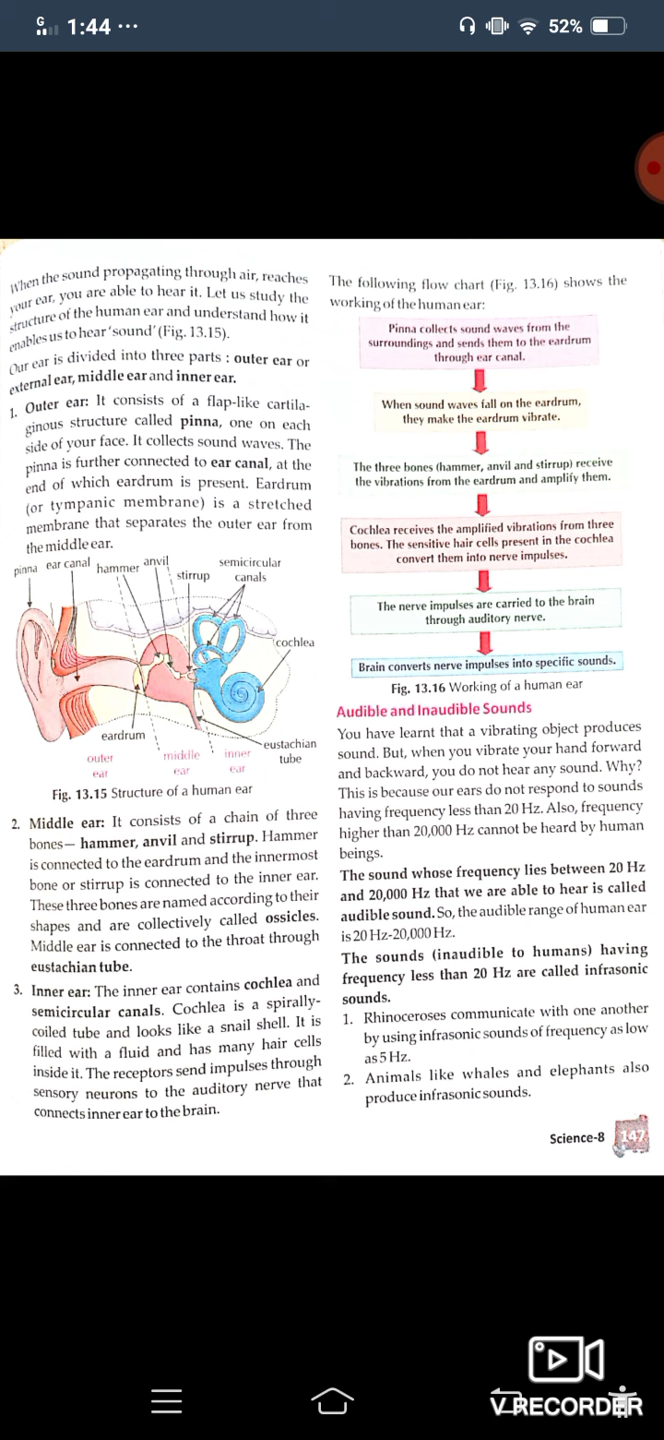 G
1:44 ...
52%
When the sound propagating through air, reaches
your ear, you are able to hear it. Let us study the
structure of the human ear and understand how it
enables us to hear 'sound' (Fig. 13.15).
Our ear is divided into three parts : outer ear or
external ear, middle ear and inner ear.
1. Outer ear: It consists of a flap-like cartila-
ginous structure called pinna, one on each
side of your face. It collects sound waves. The
pinna is further connected to ear canal, at the
end of which eardrum is present. Eardrum
(or tympanic membrane) is a stretched
membrane that separates the outer ear from
the middle ear.
pinna ear canal hammer anvil stirrup semicircular canals
cochlea
eardrum
eustachian tube
outer ear
middle ear
inner ear
Fig. 13.15 Structure of a human ear
2. Middle ear: It consists of a chain of three
bones— hammer, anvil and stirrup. Hammer
is connected to the eardrum and the innermost
bone or stirrup is connected to the inner ear.
These three bones are named according to their
shapes and are collectively called ossicles.
Middle ear is connected to the throat through
eustachian tube.
3. Inner ear: The inner ear contains cochlea and
semicircular canals. Cochlea is a spirally-
coiled tube and looks like a snail shell. It is
filled with a fluid and has many hair cells
inside it. The receptors send impulses through
sensory neurons to the auditory nerve that
connects inner ear to the brain.
The following flow chart (Fig. 13.16) shows the
working of the human ear:
Pinna collects sound waves from the
surroundings and sends them to the eardrum
through ear canal.
When sound waves fall on the eardrum,
they make the eardrum vibrate.
The three bones (hammer, anvil and stirrup) receive
the vibrations from the eardrum and amplify them.
Cochlea receives the amplified vibrations from three
bones. The sensitive hair cells present in the cochlea
convert them into nerve impulses.
The nerve impulses are carried to the brain
through auditory nerve.
Brain converts nerve impulses into specific sounds.
Fig. 13.16 Working of a human ear
Audible and Inaudible Sounds
You have learnt that a vibrating object produces
sound. But, when you vibrate your hand forward
and backward, you do not hear any sound. Why?
This is because our ears do not respond to sounds
having frequency less than 20 Hz. Also, frequency
higher than 20,000 Hz cannot be heard by human
beings.
The sound whose frequency lies between 20 Hz
and 20,000 Hz that we are able to hear is called
audible sound. So, the audible range of human ear
is 20 Hz-20,000 Hz.
The sounds (inaudible to humans) having
frequency less than 20 Hz are called infrasonic
sounds.
1. Rhinoceroses communicate with one another
by using infrasonic sounds of frequency as low
as 5 Hz.
2. Animals like whales and elephants also
produce infrasonic sounds.
Science-8 147
V RECORDER